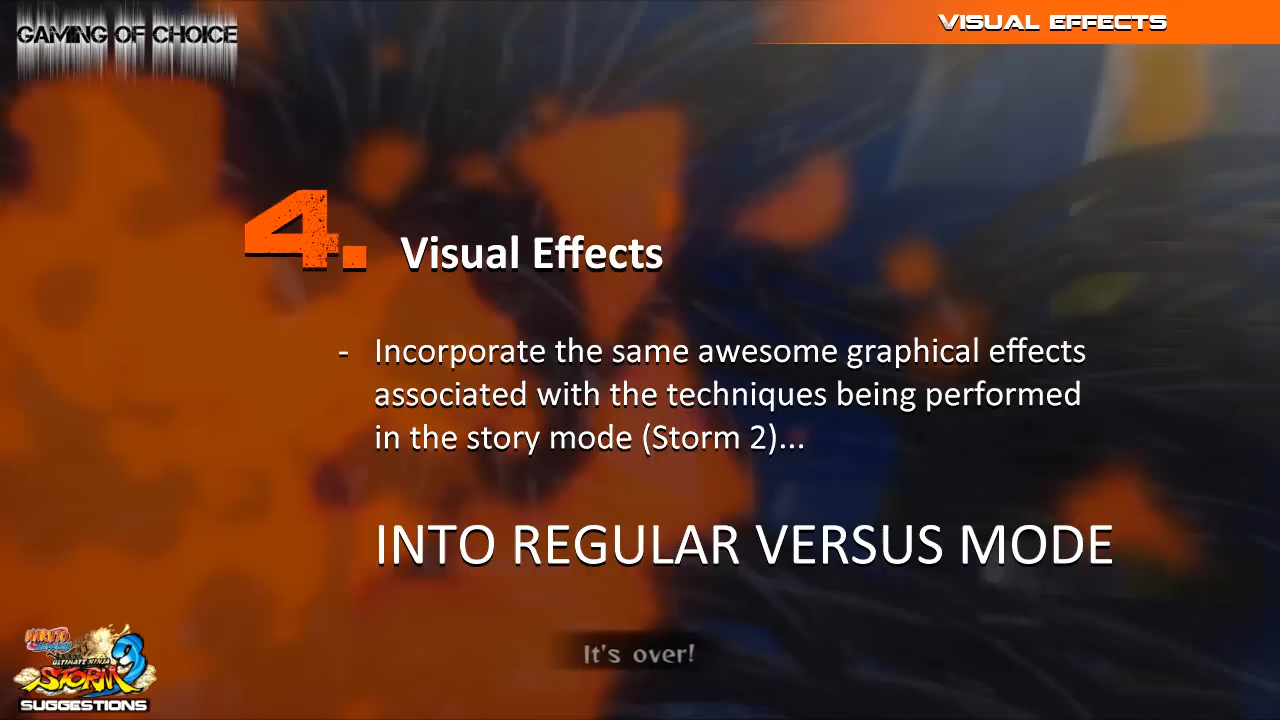 GAMING OF CHOICE
VISUAL EFFECTS
4. Visual Effects
- Incorporate the same awesome graphical effects
associated with the techniques being performed
in the story mode (Storm 2)...
INTO REGULAR VERSUS MODE
It's over!
NARUTO
ULTIMATE NINJA
STORM 3
SUGGESTIONS